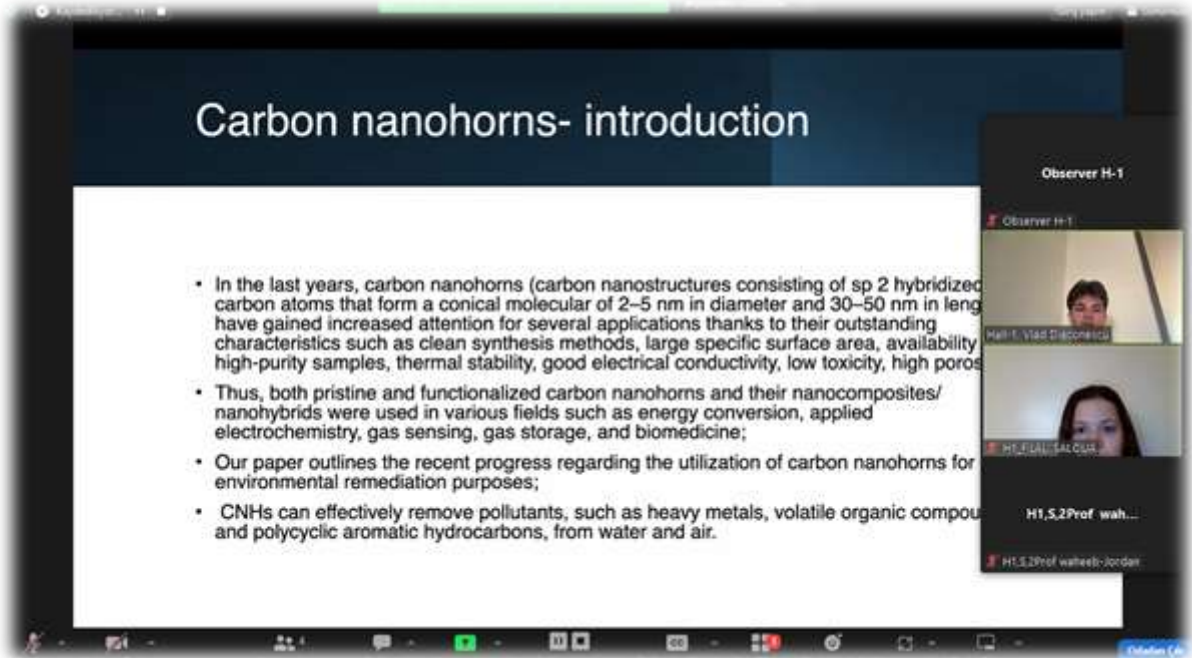 Carbon nanohorns- introduction
• In the last years, carbon nanohorns (carbon nanostructures consisting of sp 2 hybridized
carbon atoms that form a conical molecular of 2–5 nm in diameter and 30–50 nm in leng
have gained increased attention for several applications thanks to their outstanding
characteristics such as clean synthesis methods, large specific surface area, availability
high-purity samples, thermal stability, good electrical conductivity, low toxicity, high poros
• Thus, both pristine and functionalized carbon nanohorns and their nanocomposites/
nanohybrids were used in various fields such as energy conversion, applied
electrochemistry, gas sensing, gas storage, and biomedicine;
• Our paper outlines the recent progress regarding the utilization of carbon nanohorns for
environmental remediation purposes;
• CNHs can effectively remove pollutants, such as heavy metals, volatile organic compou
and polycyclic aromatic hydrocarbons, from water and air.
Observer H-1
Observer H-1
Hall-1, Vlad Diaconescu
H1_FILALI SALOUA
H1,S,2Prof wah...
H1,S,2Prof waheeb-Jordan
4
CC
Odadan Çık